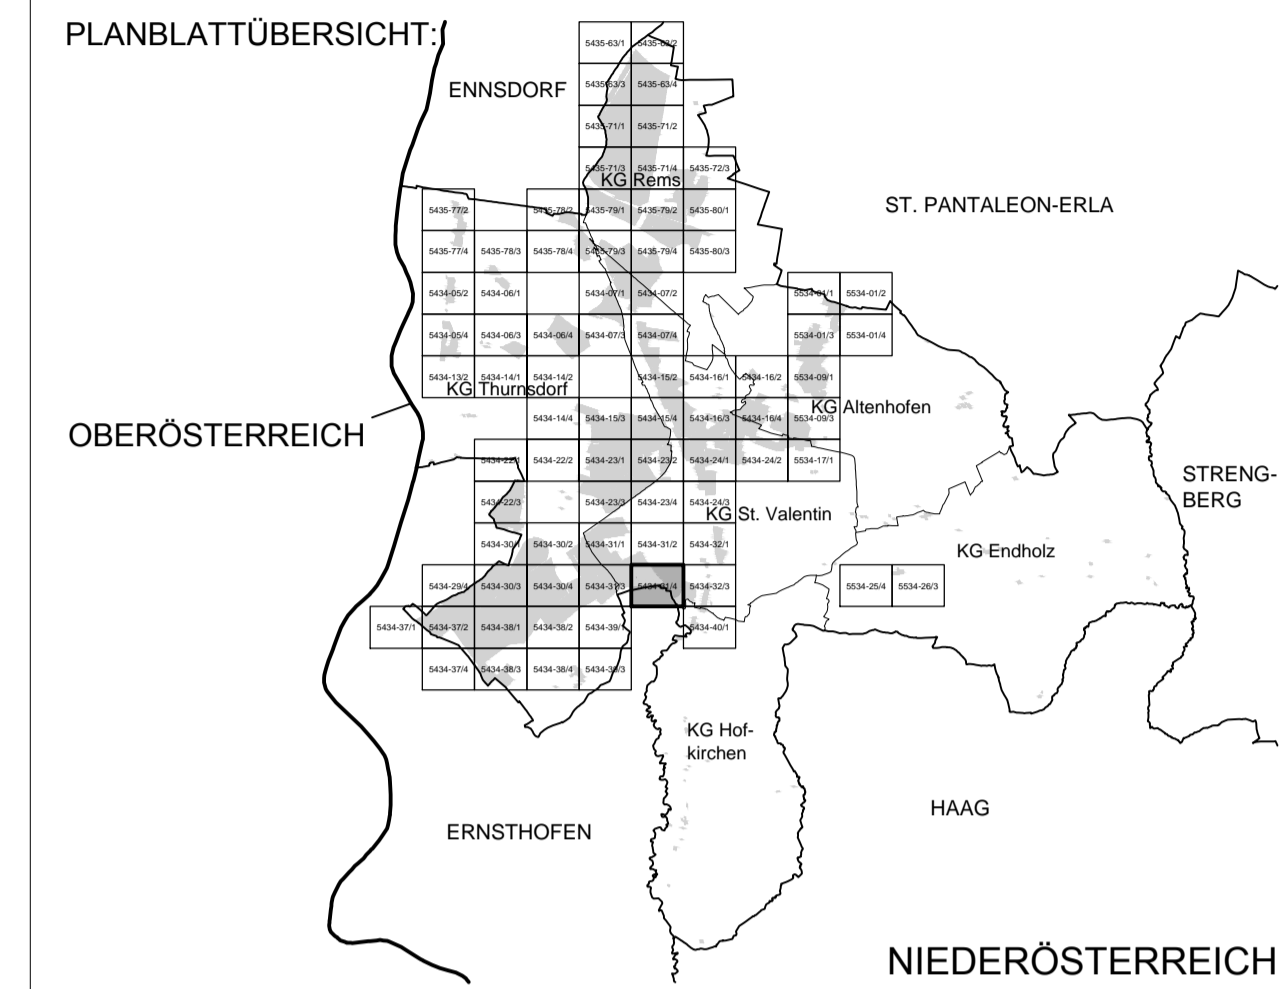 PLANBLATTÜBERSICHT:
5435-63/1 5435-63/2
ENNSDORF
5435-63/3 5435-63/4
5435-71/1 5435-71/2
5435-71/3 5435-71/4 5435-72/3
KG Rems
ST. PANTALEON-ERLA
5435-77/2 5435-78/2 5435-79/1 5435-79/2 5435-80/1
5435-77/4 5435-78/3 5435-78/4 5435-79/3 5435-79/4 5435-80/3
5434-05/2 5434-06/1 5434-07/1 5434-07/2 5534-01/1 5534-01/2
5434-05/4 5434-06/3 5434-06/4 5434-07/3 5434-07/4 5534-01/3 5534-01/4
5434-13/2 5434-14/1 5434-14/2 5434-15/2 5434-16/1 5434-16/2 5534-09/1
KG Thurnsdorf
KG Altenhofen
5434-14/4 5434-15/3 5434-15/4 5434-16/3 5434-16/4 5534-09/3
OBERÖSTERREICH
5434-22/1 5434-22/2 5434-23/1 5434-23/2 5434-24/1 5434-24/2 5534-17/1
STRENG-
BERG
5434-22/3 5434-23/3 5434-23/4 5434-24/3
KG St. Valentin
5434-30/1 5434-30/2 5434-31/1 5434-31/2 5434-32/1
KG Endholz
5434-29/4 5434-30/3 5434-30/4 5434-31/3 5434-31/4 5434-32/3 5534-25/4 5534-26/3
5434-37/1 5434-37/2 5434-38/1 5434-38/2 5434-39/1 5434-40/1
5434-37/4 5434-38/3 5434-38/4 5434-39/3
KG Hof-
kirchen
HAAG
ERNSTHOFEN
NIEDERÖSTERREICH